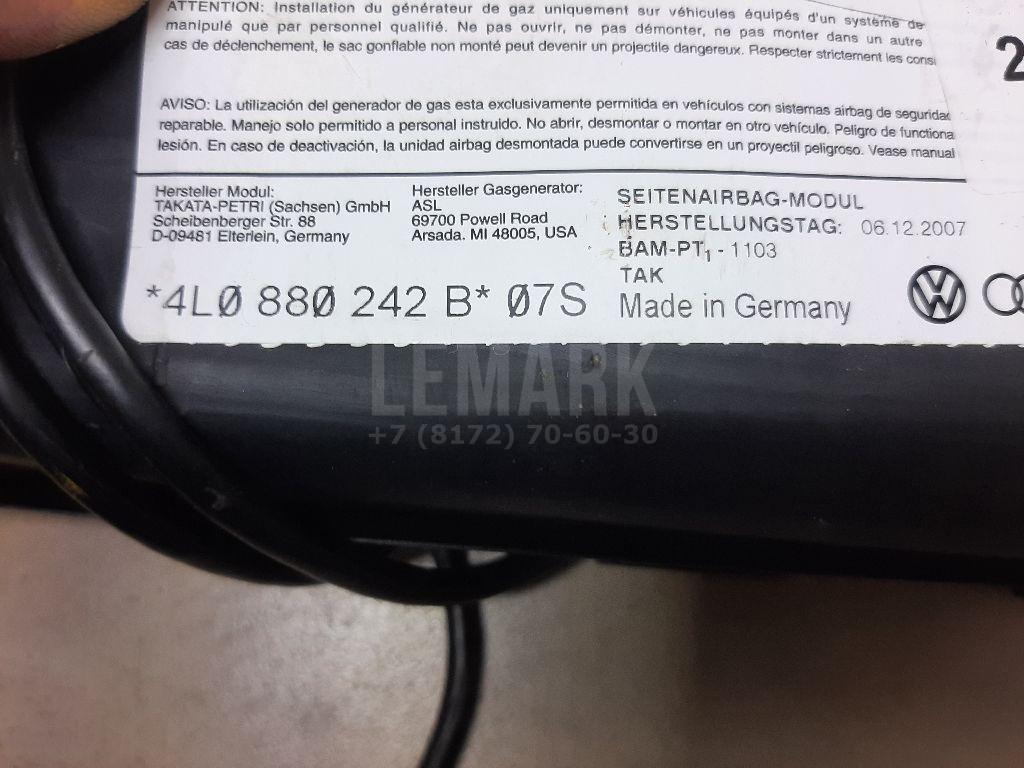 ATTENTION: Installation du générateur de gaz uniquement sur véhicules équipés d'un système de
manipulé que par personnel qualifié. Ne pas ouvrir, ne pas démonter, ne pas monter dans un autre
cas de déclenchement, le sac gonflable non monté peut devenir un projectile dangereux. Respecter strictement les consi
2
AVISO: La utilización del generador de gas esta exclusivamente permitida en vehículos con sistemas airbag de seguridad
reparable. Manejo solo permitido a personal instruido. No abrir, desmontar o montar en otro vehículo. Peligro de functiona
lesión. En caso de deactivación, la unidad airbag desmontada puede convertirse en un proyectil peligroso. Vease manual
Hersteller Modul:
TAKATA-PETRI (Sachsen) GmbH
Scheibenberger Str. 88
D-09481 Elterlein, Germany
Hersteller Gasgenerator:
ASL
69700 Powell Road
Arsada. MI 48005, USA
SEITENAIRBAG-MODUL
HERSTELLUNGSTAG: 06.12.2007
BAM-PT₁ - 1103
TAK
Made in Germany
*4L0 880 242 B* 07S
LEMARK
+7 (8172) 70-60-30